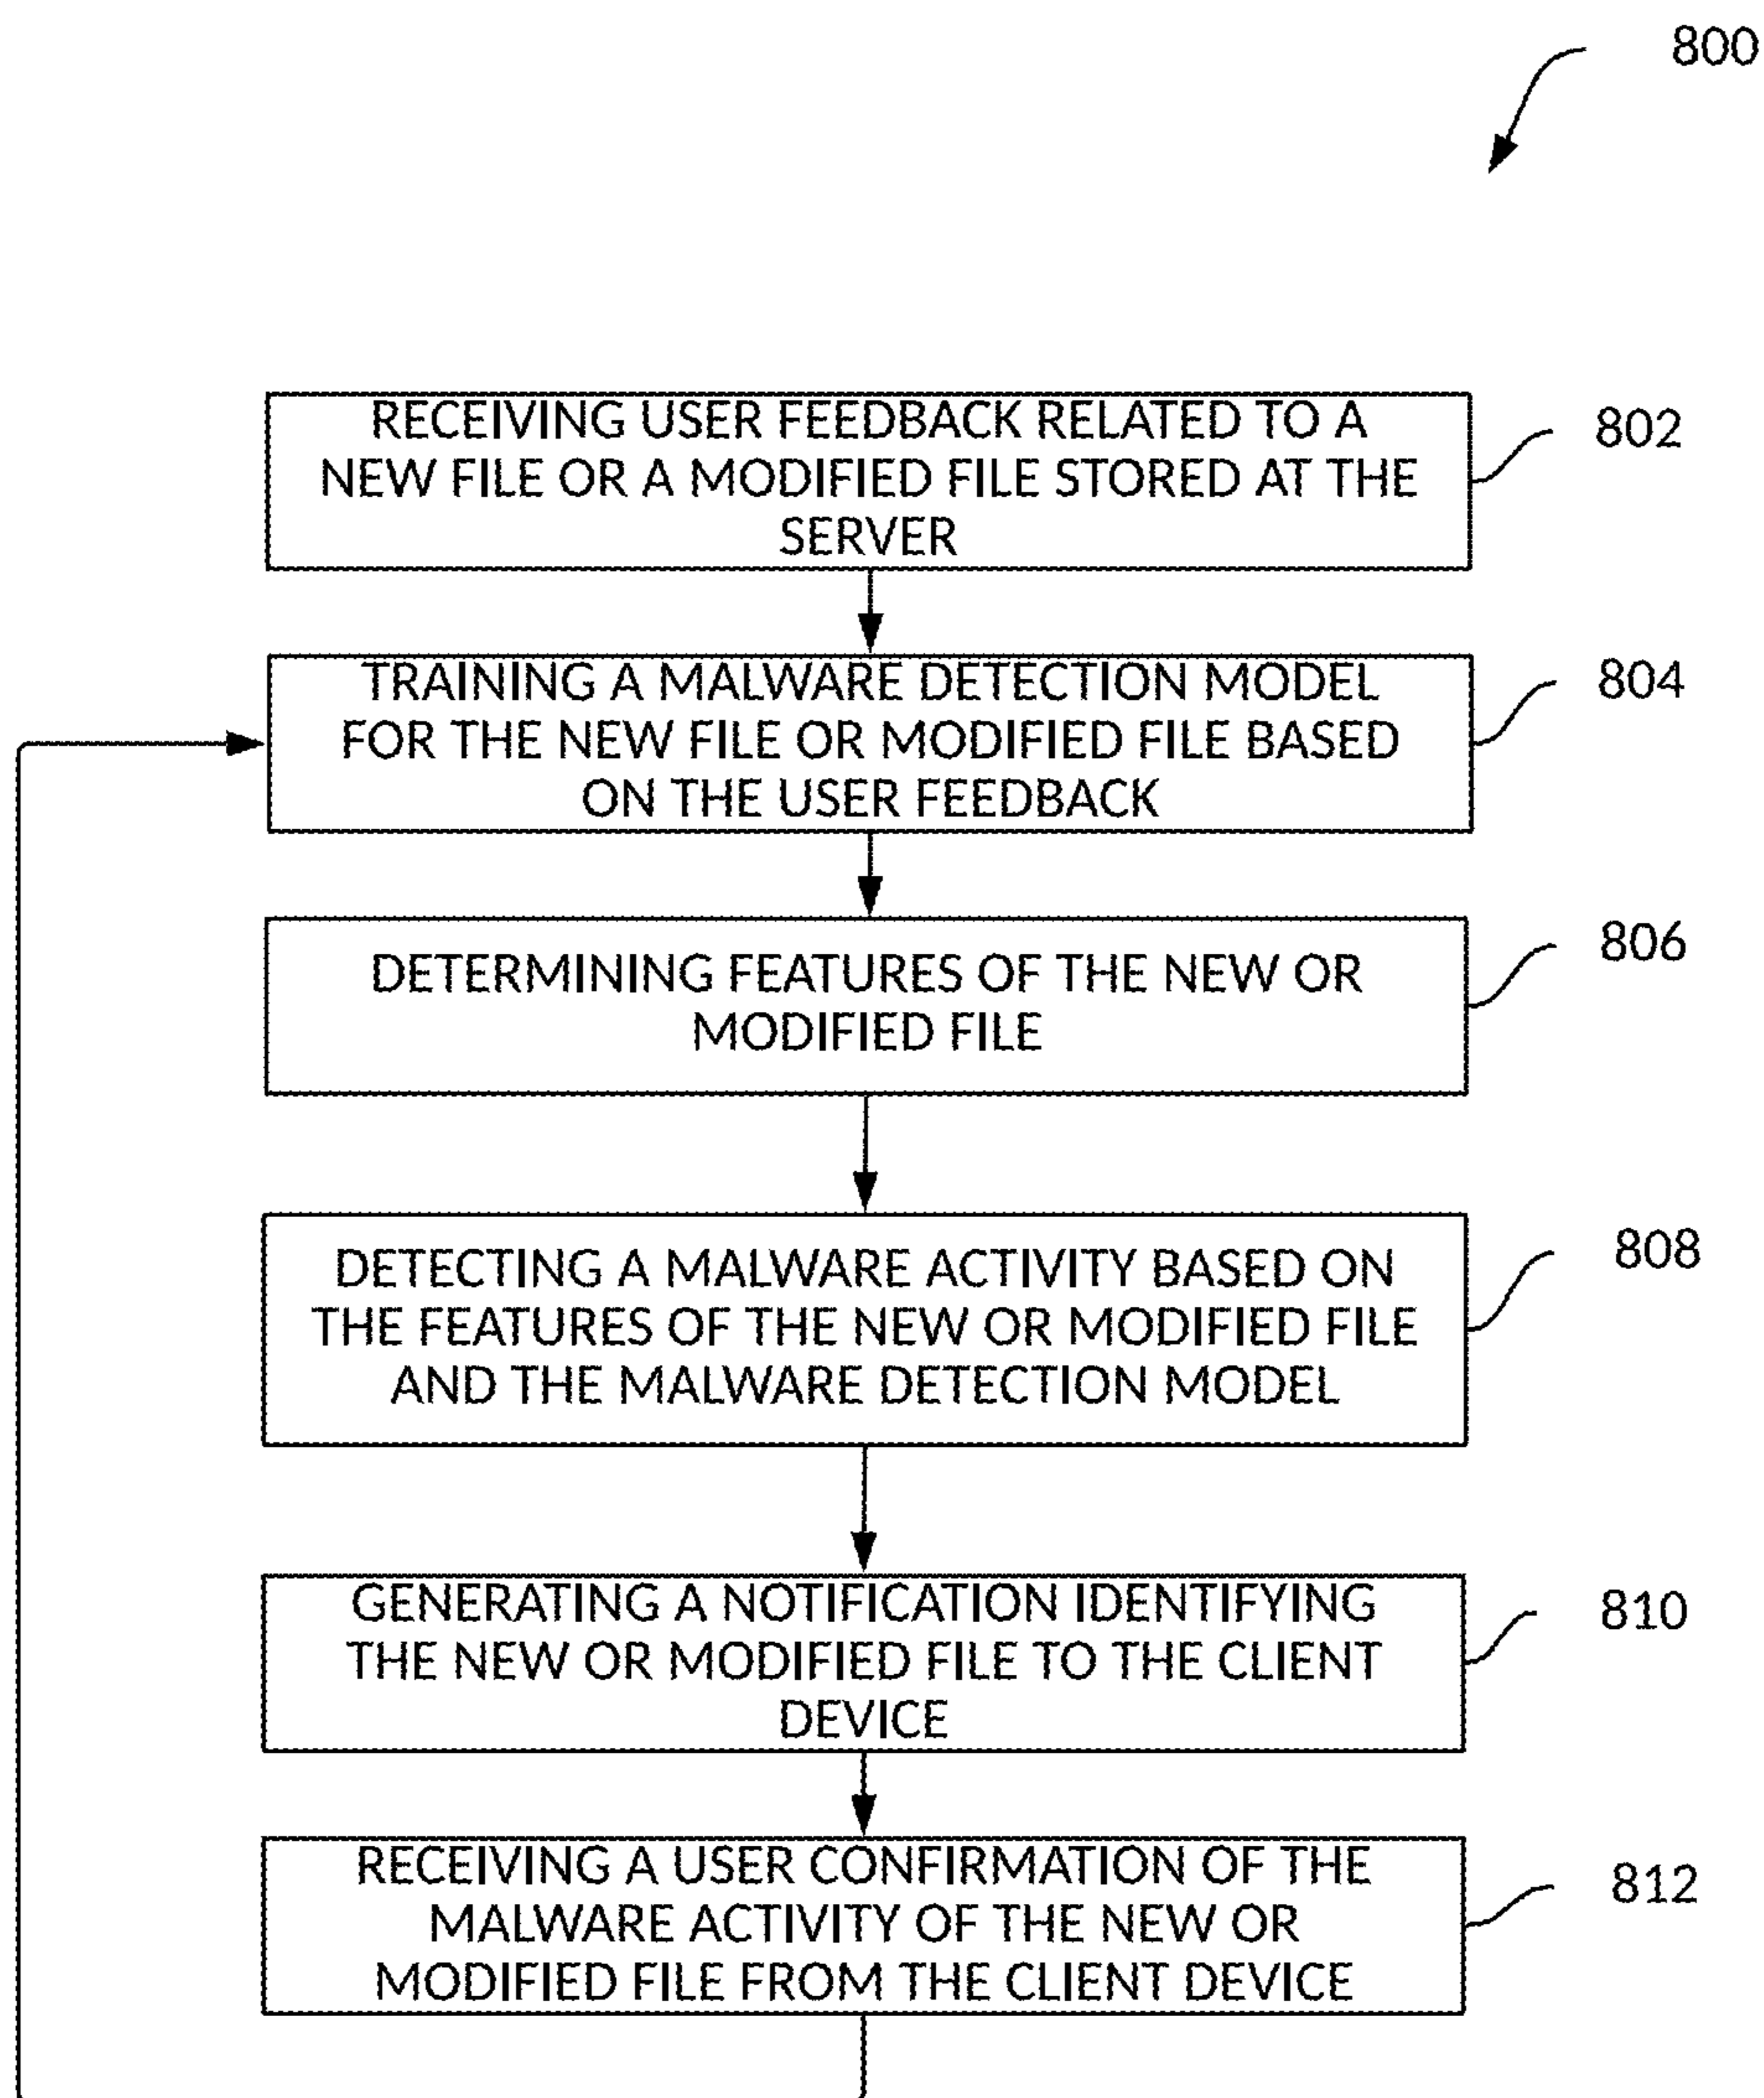 800
RECEIVING USER FEEDBACK RELATED TO A
NEW FILE OR A MODIFIED FILE STORED AT THE
SERVER
802
TRAINING A MALWARE DETECTION MODEL
FOR THE NEW FILE OR MODIFIED FILE BASED
ON THE USER FEEDBACK
804
DETERMINING FEATURES OF THE NEW OR
MODIFIED FILE
806
DETECTING A MALWARE ACTIVITY BASED ON
THE FEATURES OF THE NEW OR MODIFIED FILE
AND THE MALWARE DETECTION MODEL
808
GENERATING A NOTIFICATION IDENTIFYING
THE NEW OR MODIFIED FILE TO THE CLIENT
DEVICE
810
RECEIVING A USER CONFIRMATION OF THE
MALWARE ACTIVITY OF THE NEW OR
MODIFIED FILE FROM THE CLIENT DEVICE
812